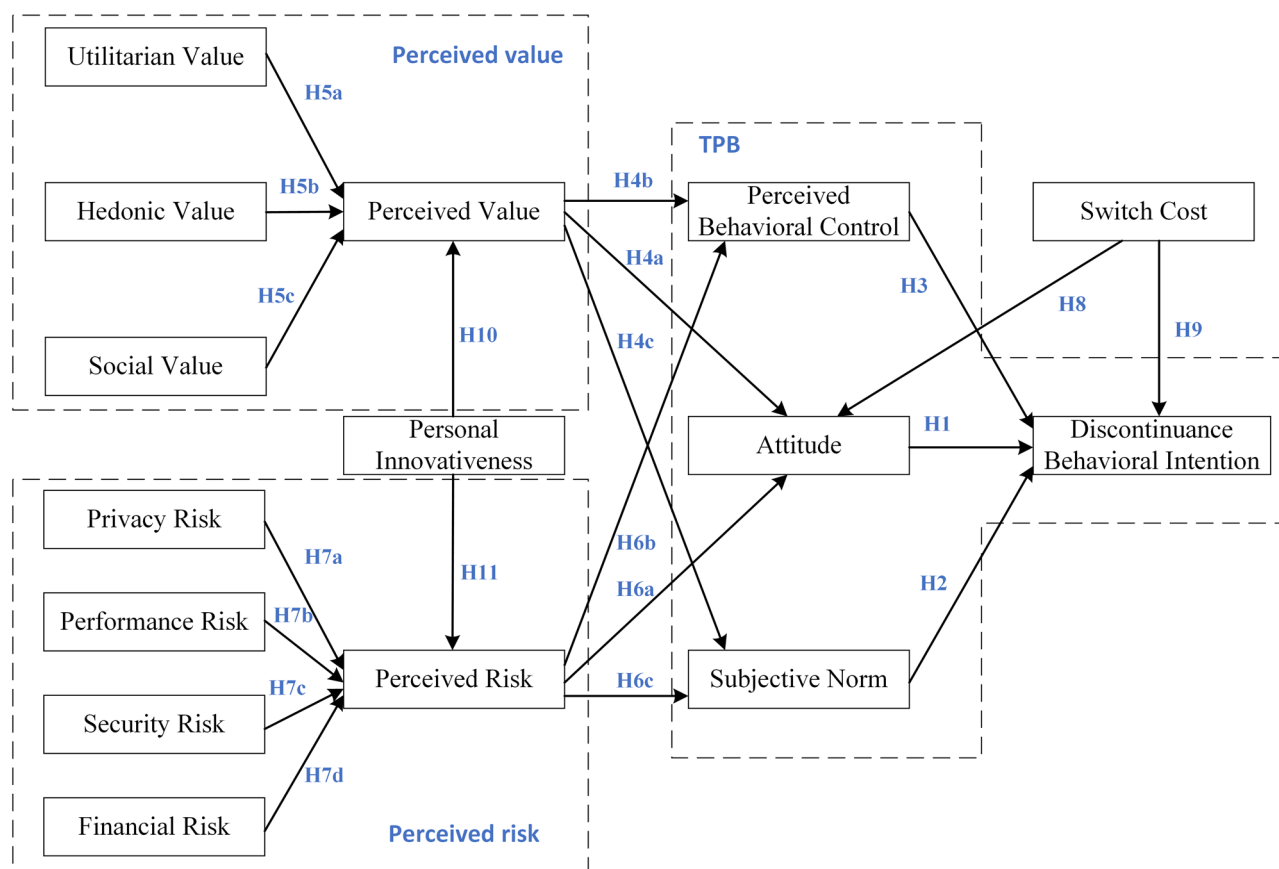 Utilitarian Value
Perceived value
H5a
TPB
Hedonic Value
H5b
Perceived Value
H4b
Perceived
Behavioral Control
Switch Cost
H4a
H3
H5c
H10
H4c
H8
H9
Social Value
Personal
Innovativeness
Attitude
H1
Discontinuance
Behavioral Intention
Privacy Risk
H7a
H11
H6b
H6a
H2
Performance Risk
H7b
Perceived Risk
H6c
Subjective Norm
H7c
Security Risk
H7d
Financial Risk
Perceived risk